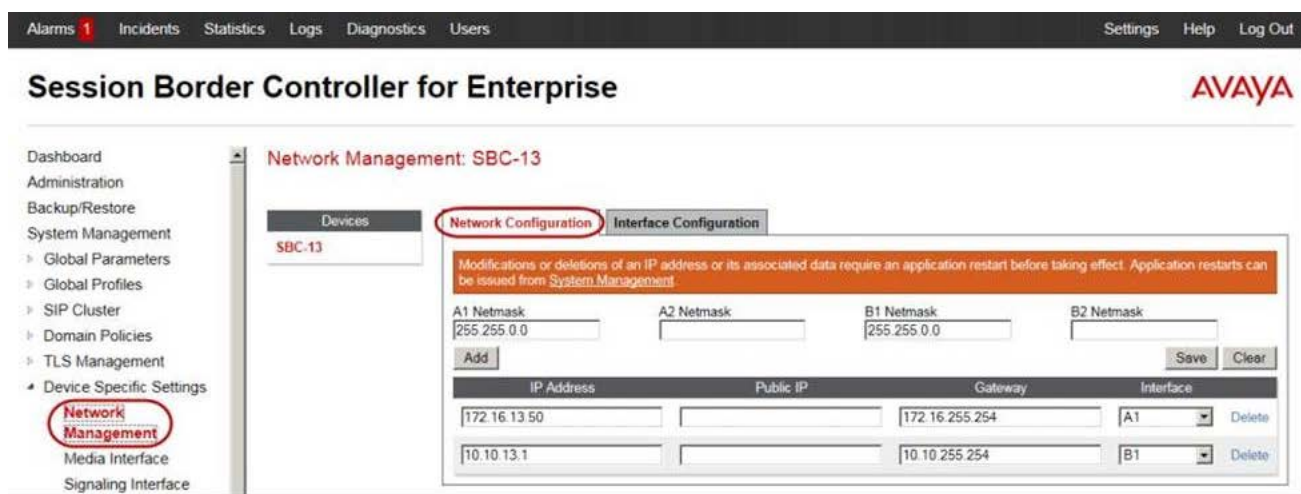 Alarms 1 Incidents Statistics Logs Diagnostics Users Settings Help Log Out
Session Border Controller for Enterprise
AVAYA
Dashboard
Administration
Backup/Restore
System Management
Global Parameters
Global Profiles
SIP Cluster
Domain Policies
TLS Management
Device Specific Settings
Network
Management
Media Interface
Signaling Interface
Network Management: SBC-13
Devices
SBC-13
Network Configuration Interface Configuration
Modifications or deletions of an IP address or its associated data require an application restart before taking effect. Application restarts can
be issued from System Management.
A1 Netmask A2 Netmask B1 Netmask B2 Netmask
255.255.0.0 255.255.0.0
Add Save Clear
IP Address Public IP Gateway Interface
172.16.13.50 172.16.255.254 A1 Delete
10.10.13.1 10.10.255.254 B1 Delete